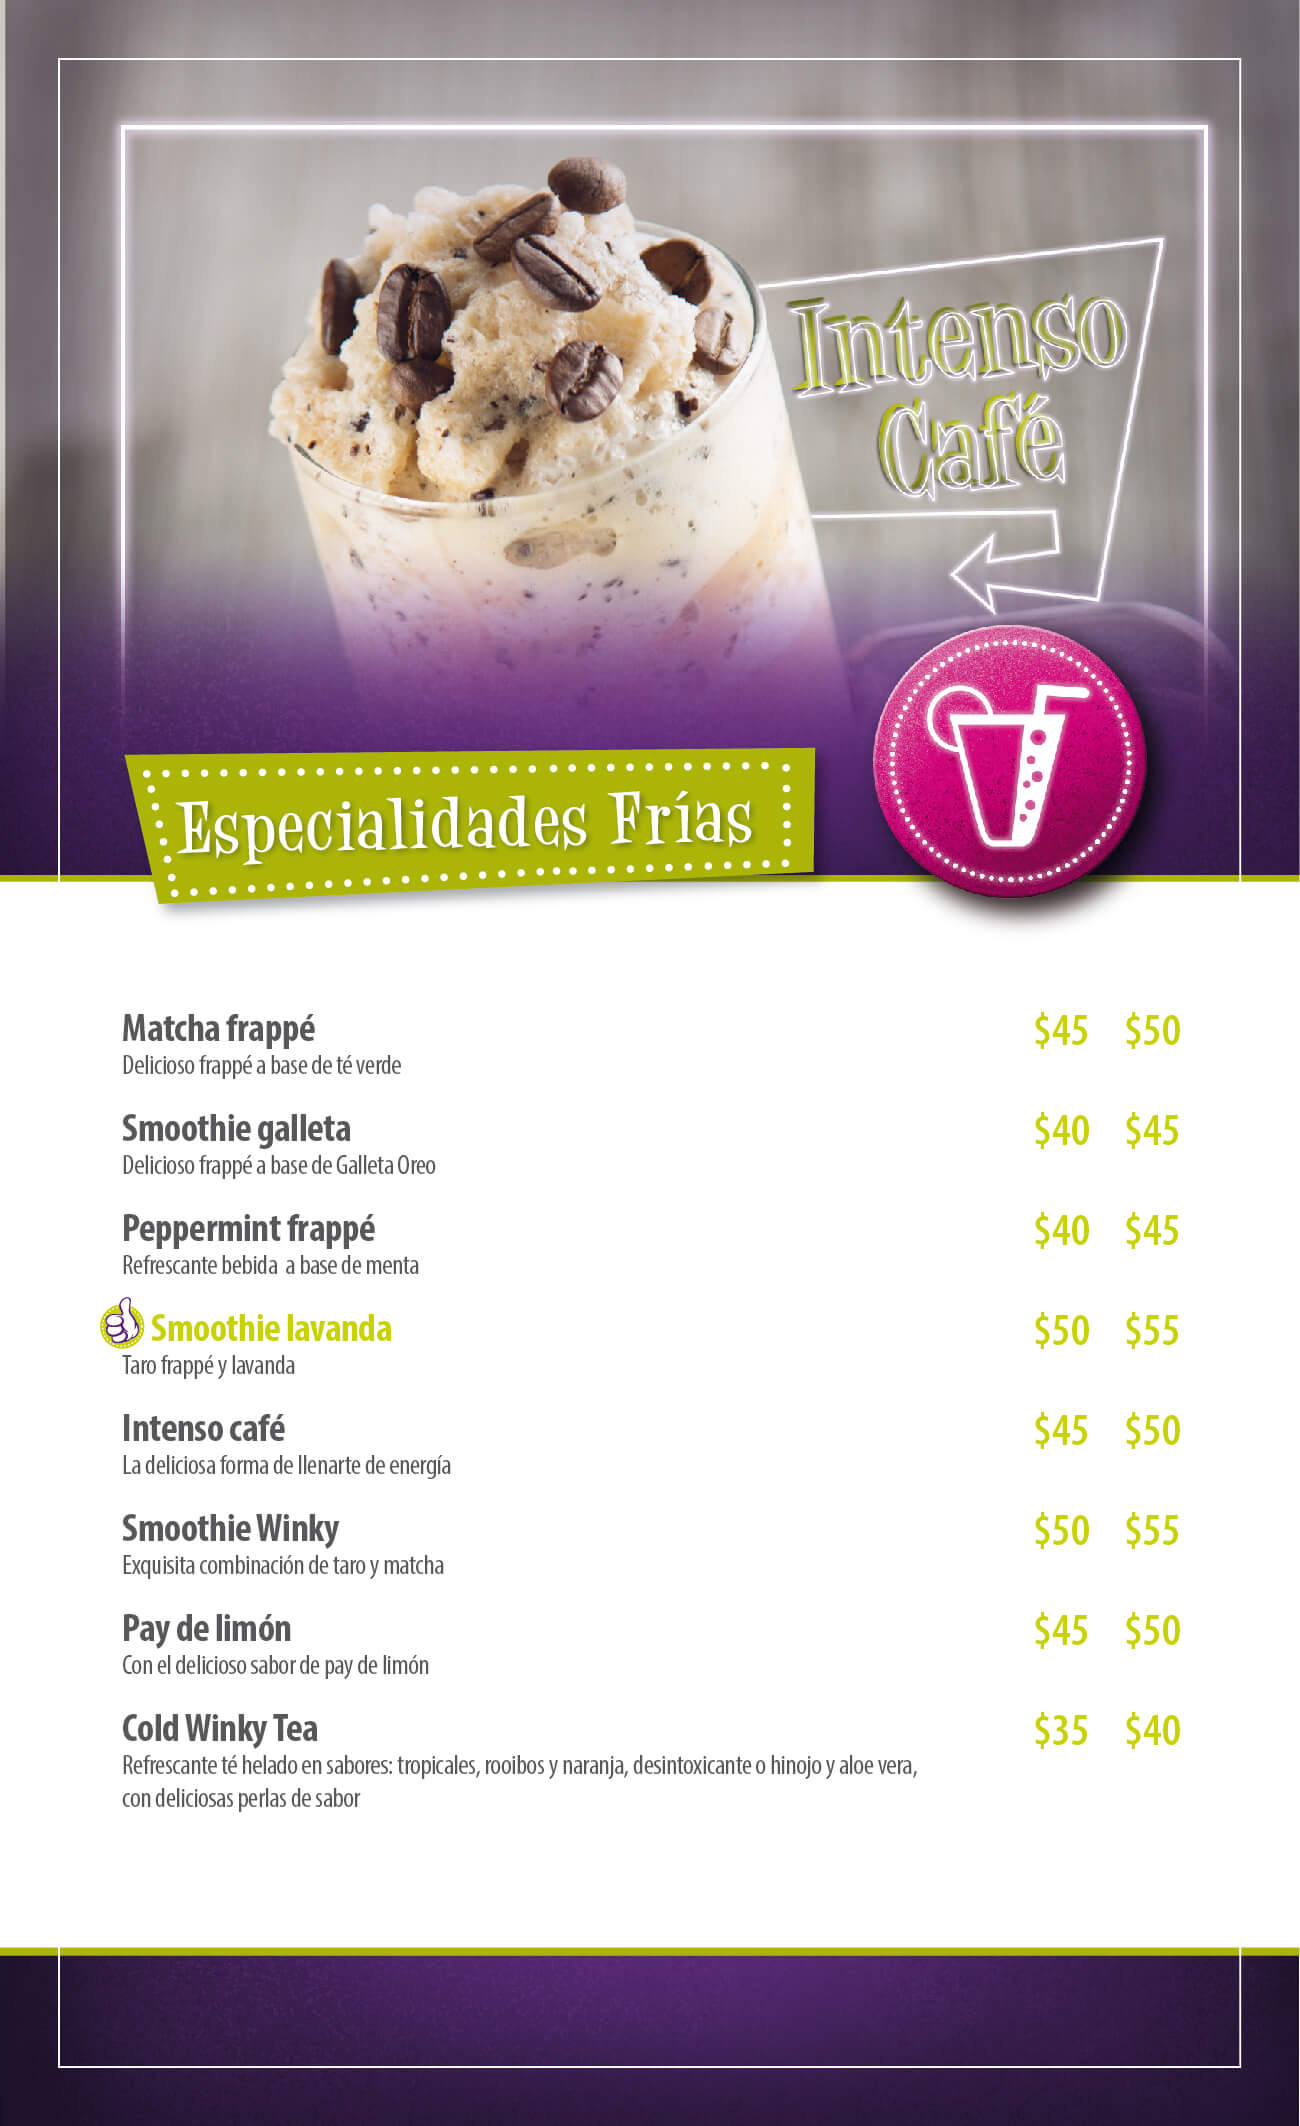 Intenso
Café
Especialidades Frías
Matcha frappé $45 $50
Delicioso frappé a base de té verde
Smoothie galleta $40 $45
Delicioso frappé a base de Galleta Oreo
Peppermint frappé $40 $45
Refrescante bebida a base de menta
Smoothie lavanda $50 $55
Taro frappé y lavanda
Intenso café $45 $50
La deliciosa forma de llenarte de energía
Smoothie Winky $50 $55
Exquisita combinación de taro y matcha
Pay de limón $45 $50
Con el delicioso sabor de pay de limón
Cold Winky Tea $35 $40
Refrescante té helado en sabores: tropicales, rooibos y naranja, desintoxicante o hinojo y aloe vera,
con deliciosas perlas de sabor